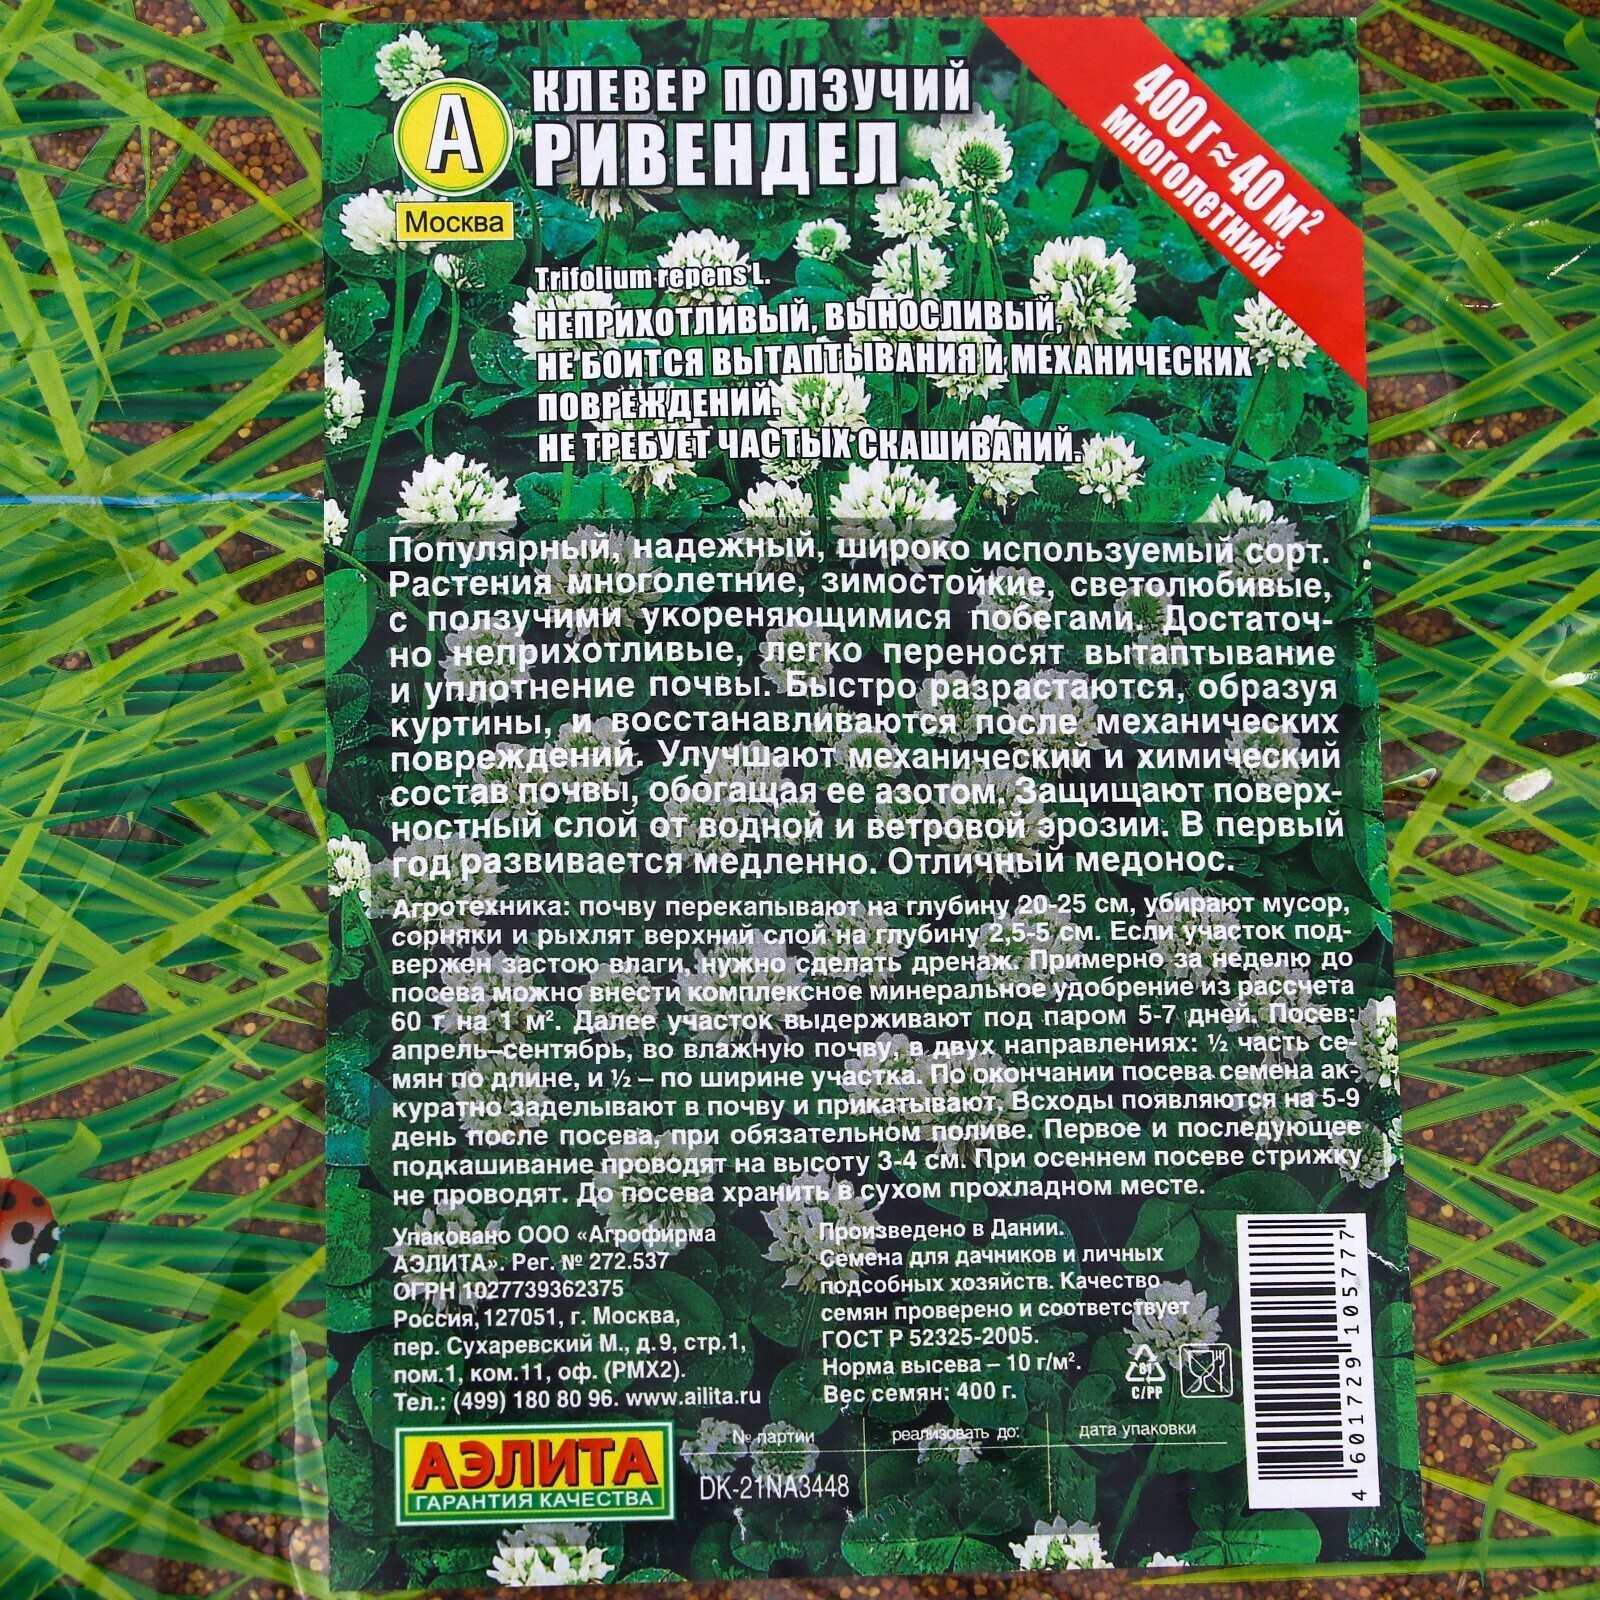 А
Москва
КЛЕВЕР ПОЛЗУЧИЙ
РИВЕНДЕЛ
400 Г ≈ 40 М²
МНОГОЛЕТНИЙ
Trifolium repens L.
НЕПРИХОТЛИВЫЙ, ВЫНОСЛИВЫЙ,
НЕ БОИТСЯ ВЫТАПТЫВАНИЯ И МЕХАНИЧЕСКИХ
ПОВРЕЖДЕНИЙ.
НЕ ТРЕБУЕТ ЧАСТЫХ СКАШИВАНИЙ.
Популярный, надежный, широко используемый сорт.
Растения многолетние, зимостойкие, светолюбивые,
с ползучими укореняющимися побегами. Достаточ-
но неприхотливые, легко переносят вытаптывание
и уплотнение почвы. Быстро разрастаются, образуя
куртины, и восстанавливаются после механических
повреждений. Улучшают механический и химический
состав почвы, обогащая ее азотом. Защищают поверх-
ностный слой от водной и ветровой эрозии. В первый
год развивается медленно. Отличный медонос.
Агротехника: почву перекапывают на глубину 20-25 см, убирают мусор,
сорняки и рыхлят верхний слой на глубину 2,5-5 см. Если участок под-
вержен застою влаги, нужно сделать дренаж. Примерно за неделю до
посева можно внести комплексное минеральное удобрение из рассчета
60 г на 1 м². Далее участок выдерживают под паром 5-7 дней. Посев:
апрель–сентябрь, во влажную почву, в двух направлениях: ½ часть се-
мян по длине, и ½ – по ширине участка. По окончании посева семена ак-
куратно заделывают в почву и прикатывают. Всходы появляются на 5-9
день после посева, при обязательном поливе. Первое и последующее
подкашивание проводят на высоту 3-4 см. При осеннем посеве стрижку
не проводят. До посева хранить в сухом прохладном месте.
Упаковано ООО «Агрофирма
АЭЛИТА». Рег. № 272.537
ОГРН 1027739362375
Россия, 127051, г. Москва,
пер. Сухаревский М., д.9, стр.1,
пом.1, ком.11, оф. (РМХ2).
Тел.: (499) 180 80 96. www.ailita.ru
Произведено в Дании.
Семена для дачников и личных
подсобных хозяйств. Качество
семян проверено и соответствует
ГОСТ Р 52325-2005.
Норма высева – 10 г/м².
Вес семян: 400 г.
81
C/PP
4 601729 105777
АЭЛИТА
ГАРАНТИЯ КАЧЕСТВА
№ партии
реализовать до:
дата упаковки
DK-21NA3448